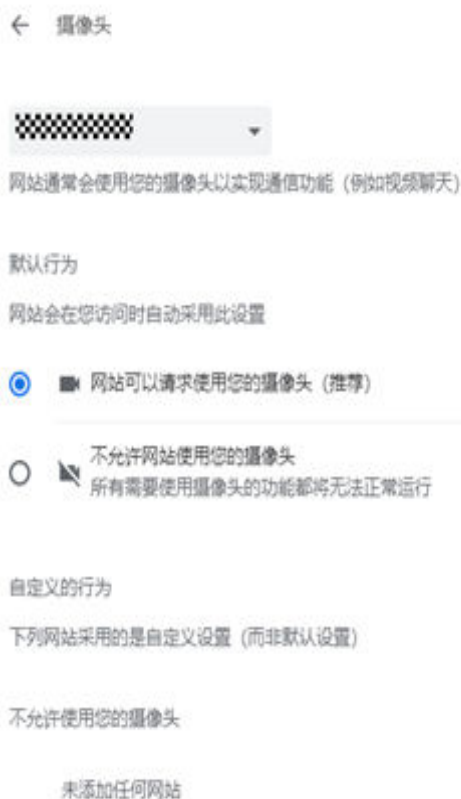 摄像头
网站通常会使用您的摄像头以实现通信功能（例如视频聊天）
默认行为
网站会在您访问时自动采用此设置
网站可以请求使用您的摄像头（推荐）
不允许网站使用您的摄像头
所有需要使用摄像头的功能都将无法正常运行
自定义的行为
下列网站采用的是自定义设置（而非默认设置）
不允许使用您的摄像头
未添加任何网站